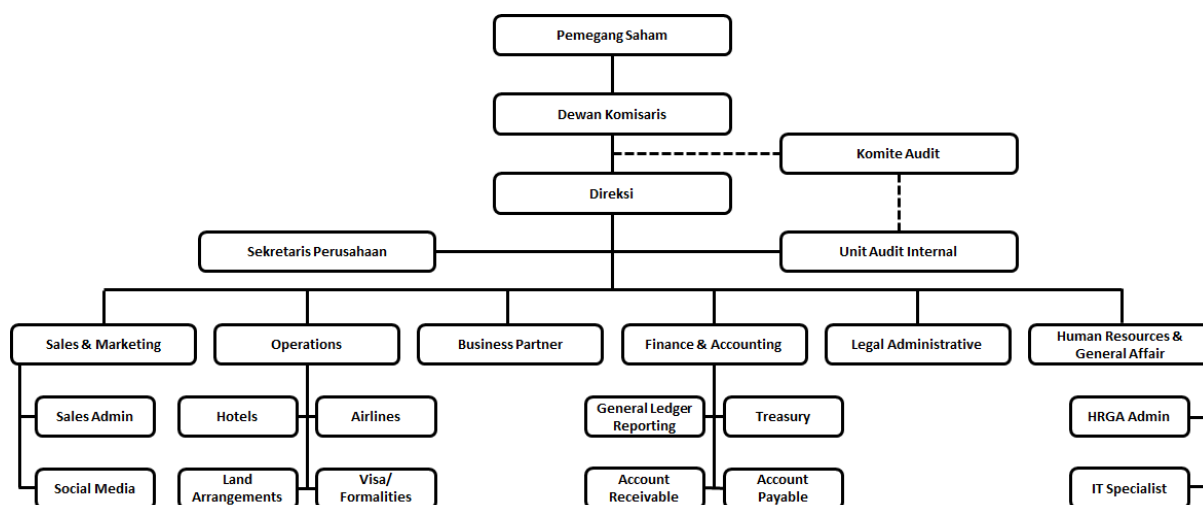 Pemegang Saham
Dewan Komisaris
Komite Audit
Direksi
Sekretaris Perusahaan
Unit Audit Internal
Sales & Marketing
Operations
Business Partner
Finance & Accounting
Legal Administrative
Human Resources &
General Affair
Sales Admin
Hotels
Airlines
General Ledger
Reporting
Treasury
HRGA Admin
Social Media
Land
Arrangements
Visa/
Formalities
Account
Receivable
Account
Payable
IT Specialist